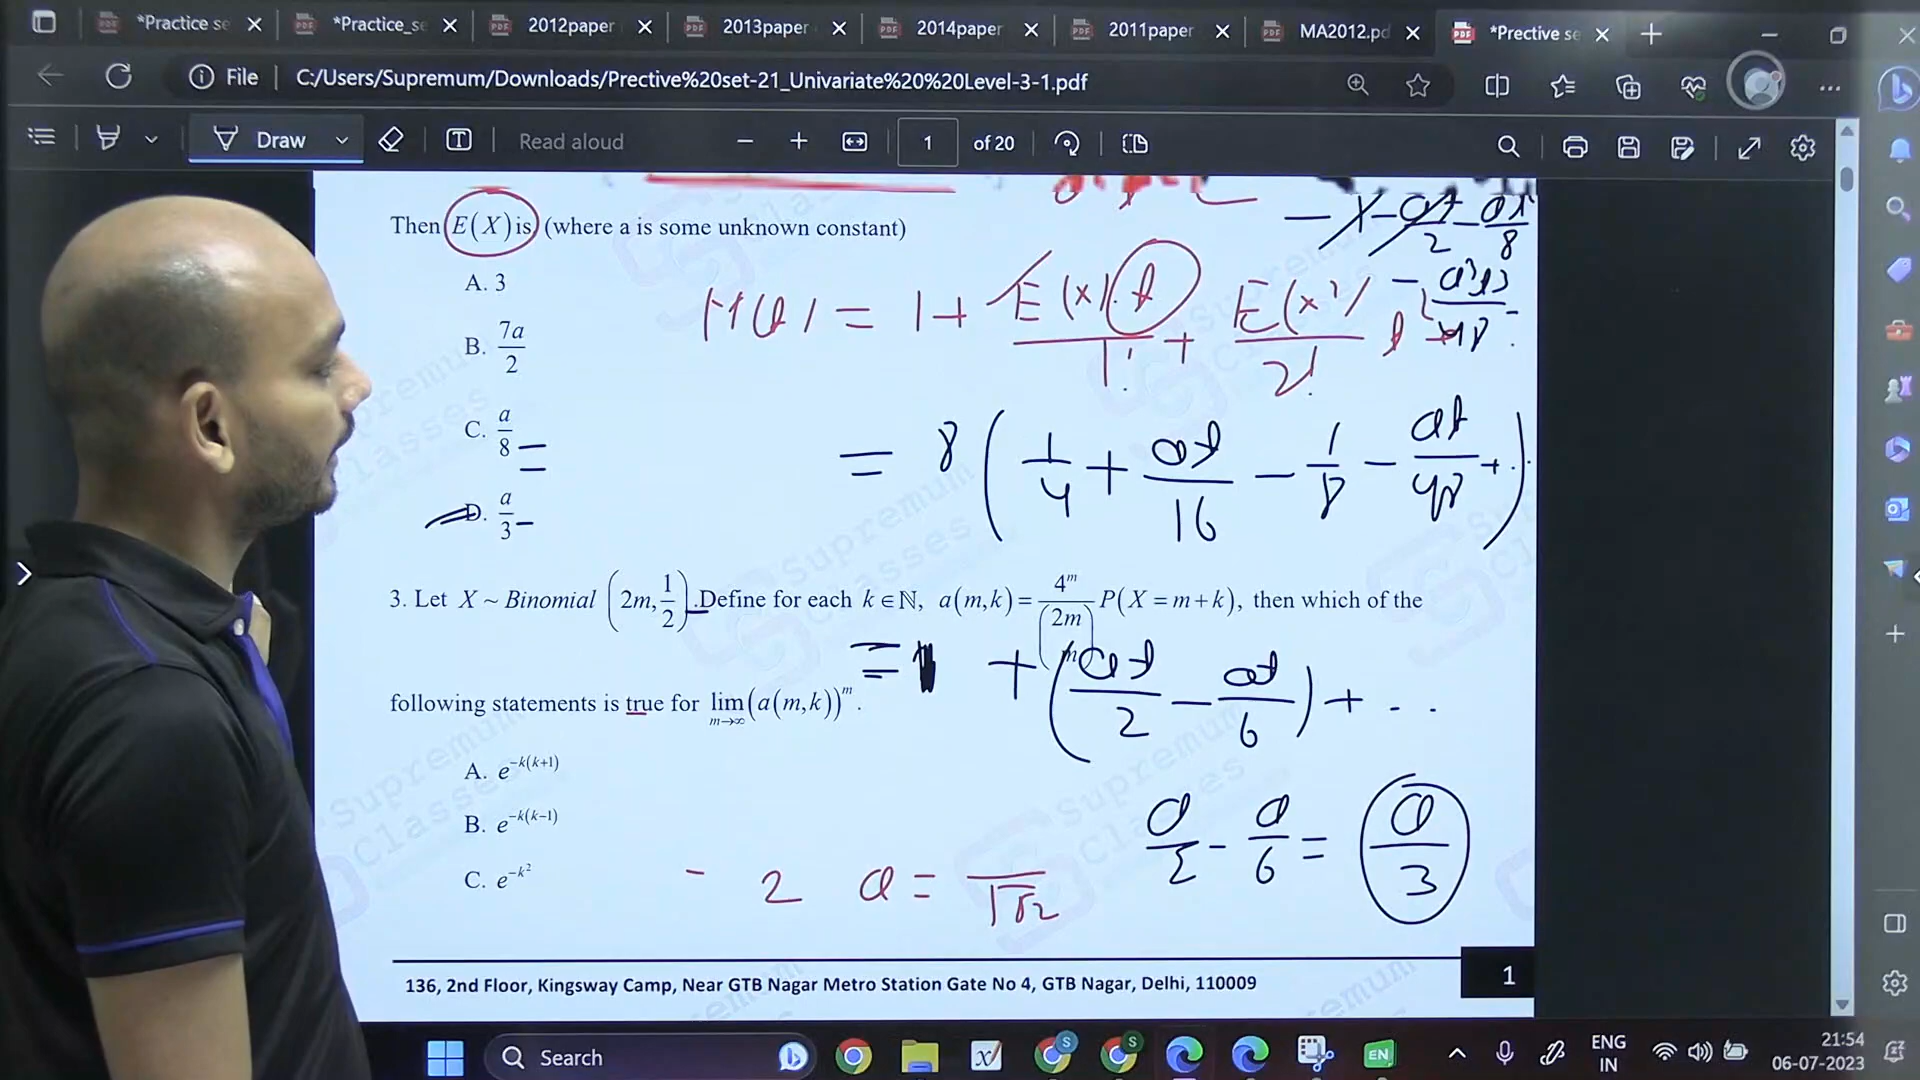 *Practice se
*Practice_se
2012paper
2013paper
2014paper
2011paper
MA2012.pd
*Prective se
File
C:/Users/Supremum/Downloads/Prective%20set-21_Univariate%20%20Level-3-1.pdf
Draw
Read aloud
1 of 20
Then E(X) is (where a is some unknown constant)
A. 3
B. 7a/2
C. a/8
D. a/3
M(t) = 1 + E(X).t/1! + E(X²)/2!
= 8 ( 1/4 + at/16 - 1/8 - at/48 + ..)
3. Let X ~ Binomial (2m, 1/2). Define for each k ∈ ℕ, a(m,k) = 4^m/(2m m) P(X = m + k), then which of the
= 1 + (at/2 - at/6) + ...
following statements is true for lim m→∞ (a(m,k))^m.
A. e^-k(k+1)
B. e^-k(k-1)
C. e^-k²
a/2 - a/6 = a/3
2 a =
136, 2nd Floor, Kingsway Camp, Near GTB Nagar Metro Station Gate No 4, GTB Nagar, Delhi, 110009
1
Search
ENG
IN
21:54
06-07-2023